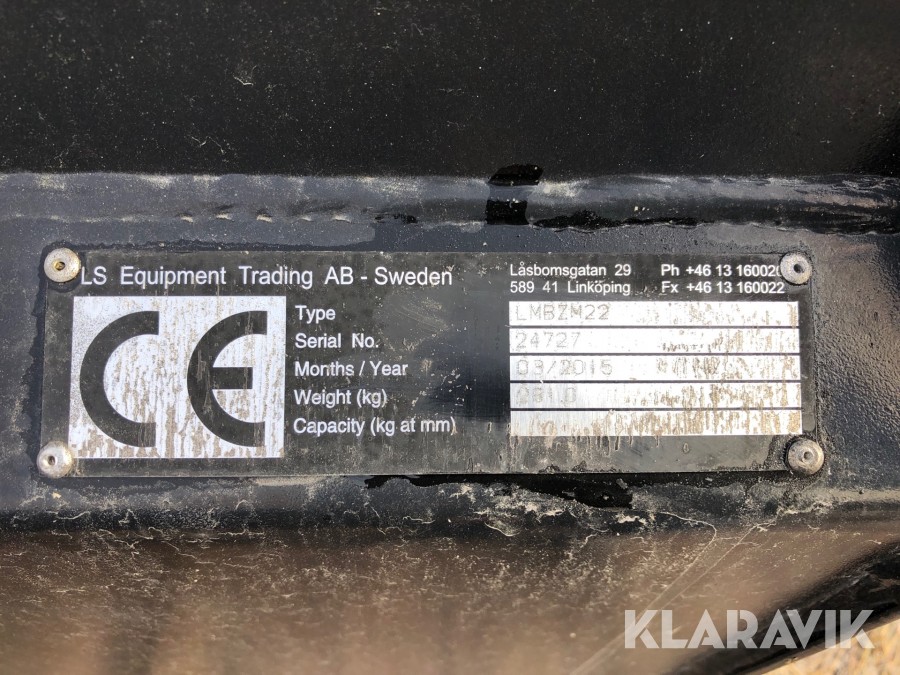 LS Equipment Trading AB - Sweden
Låsbomsgatan 29 Ph +46 13 160020
589 41 Linköping Fx +46 13 160022
CE
Type LMBZM22
Serial No. 24727
Months / Year 03/2015
Weight (kg)
Capacity (kg at mm)
KLARAVIK